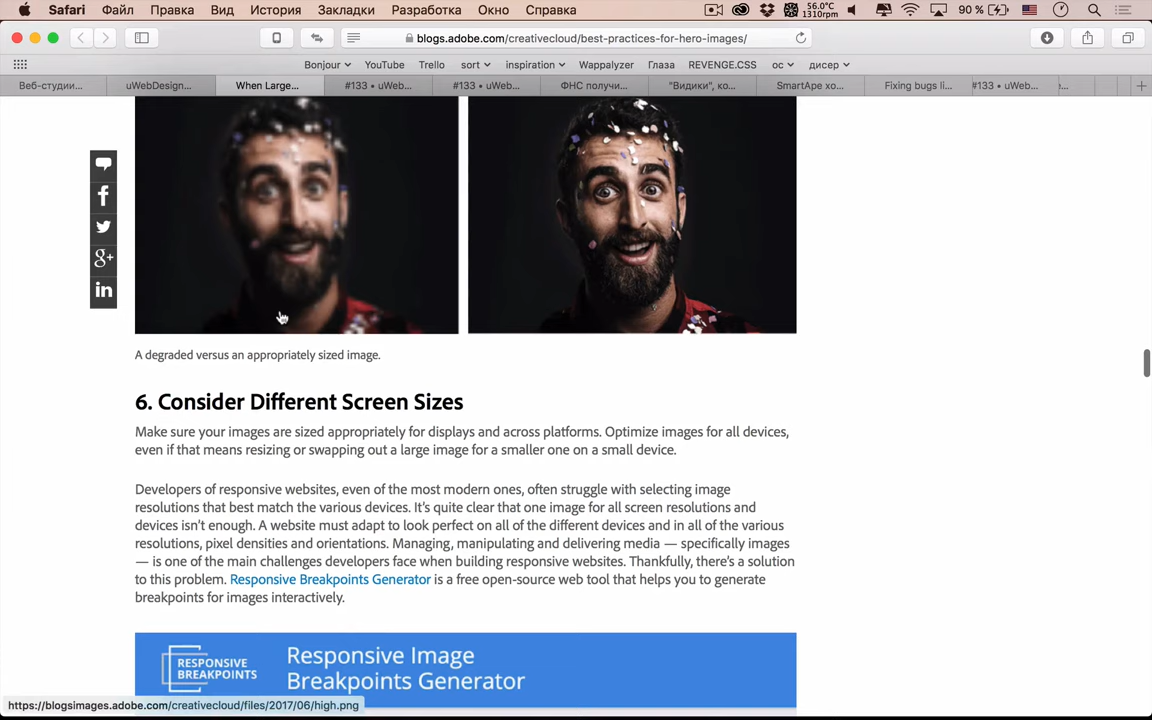 Safari Файл Правка Вид История Закладки Разработка Окно Справка 56.0°C 1310rpm 90 %
blogs.adobe.com/creativecloud/best-practices-for-hero-images/
Bonjour YouTube Trello sort inspiration Wappalyzer Глаза REVENGE.CSS ос дисер
Веб-студии... uWebDesign... When Large... #133 • uWeb... #133 • uWeb... ФНС получи... "Видики", ко... SmartApe хо... Fixing bugs li... #133 • uWeb...
f
g+
in
A degraded versus an appropriately sized image.
6. Consider Different Screen Sizes
Make sure your images are sized appropriately for displays and across platforms. Optimize images for all devices,
even if that means resizing or swapping out a large image for a smaller one on a small device.
Developers of responsive websites, even of the most modern ones, often struggle with selecting image
resolutions that best match the various devices. It's quite clear that one image for all screen resolutions and
devices isn't enough. A website must adapt to look perfect on all of the different devices and in all of the various
resolutions, pixel densities and orientations. Managing, manipulating and delivering media — specifically images
— is one of the main challenges developers face when building responsive websites. Thankfully, there's a solution
to this problem. Responsive Breakpoints Generator is a free open-source web tool that helps you to generate
breakpoints for images interactively.
RESPONSIVE
BREAKPOINTS
Responsive Image
Breakpoints Generator
https://blogsimages.adobe.com/creativecloud/files/2017/06/high.png